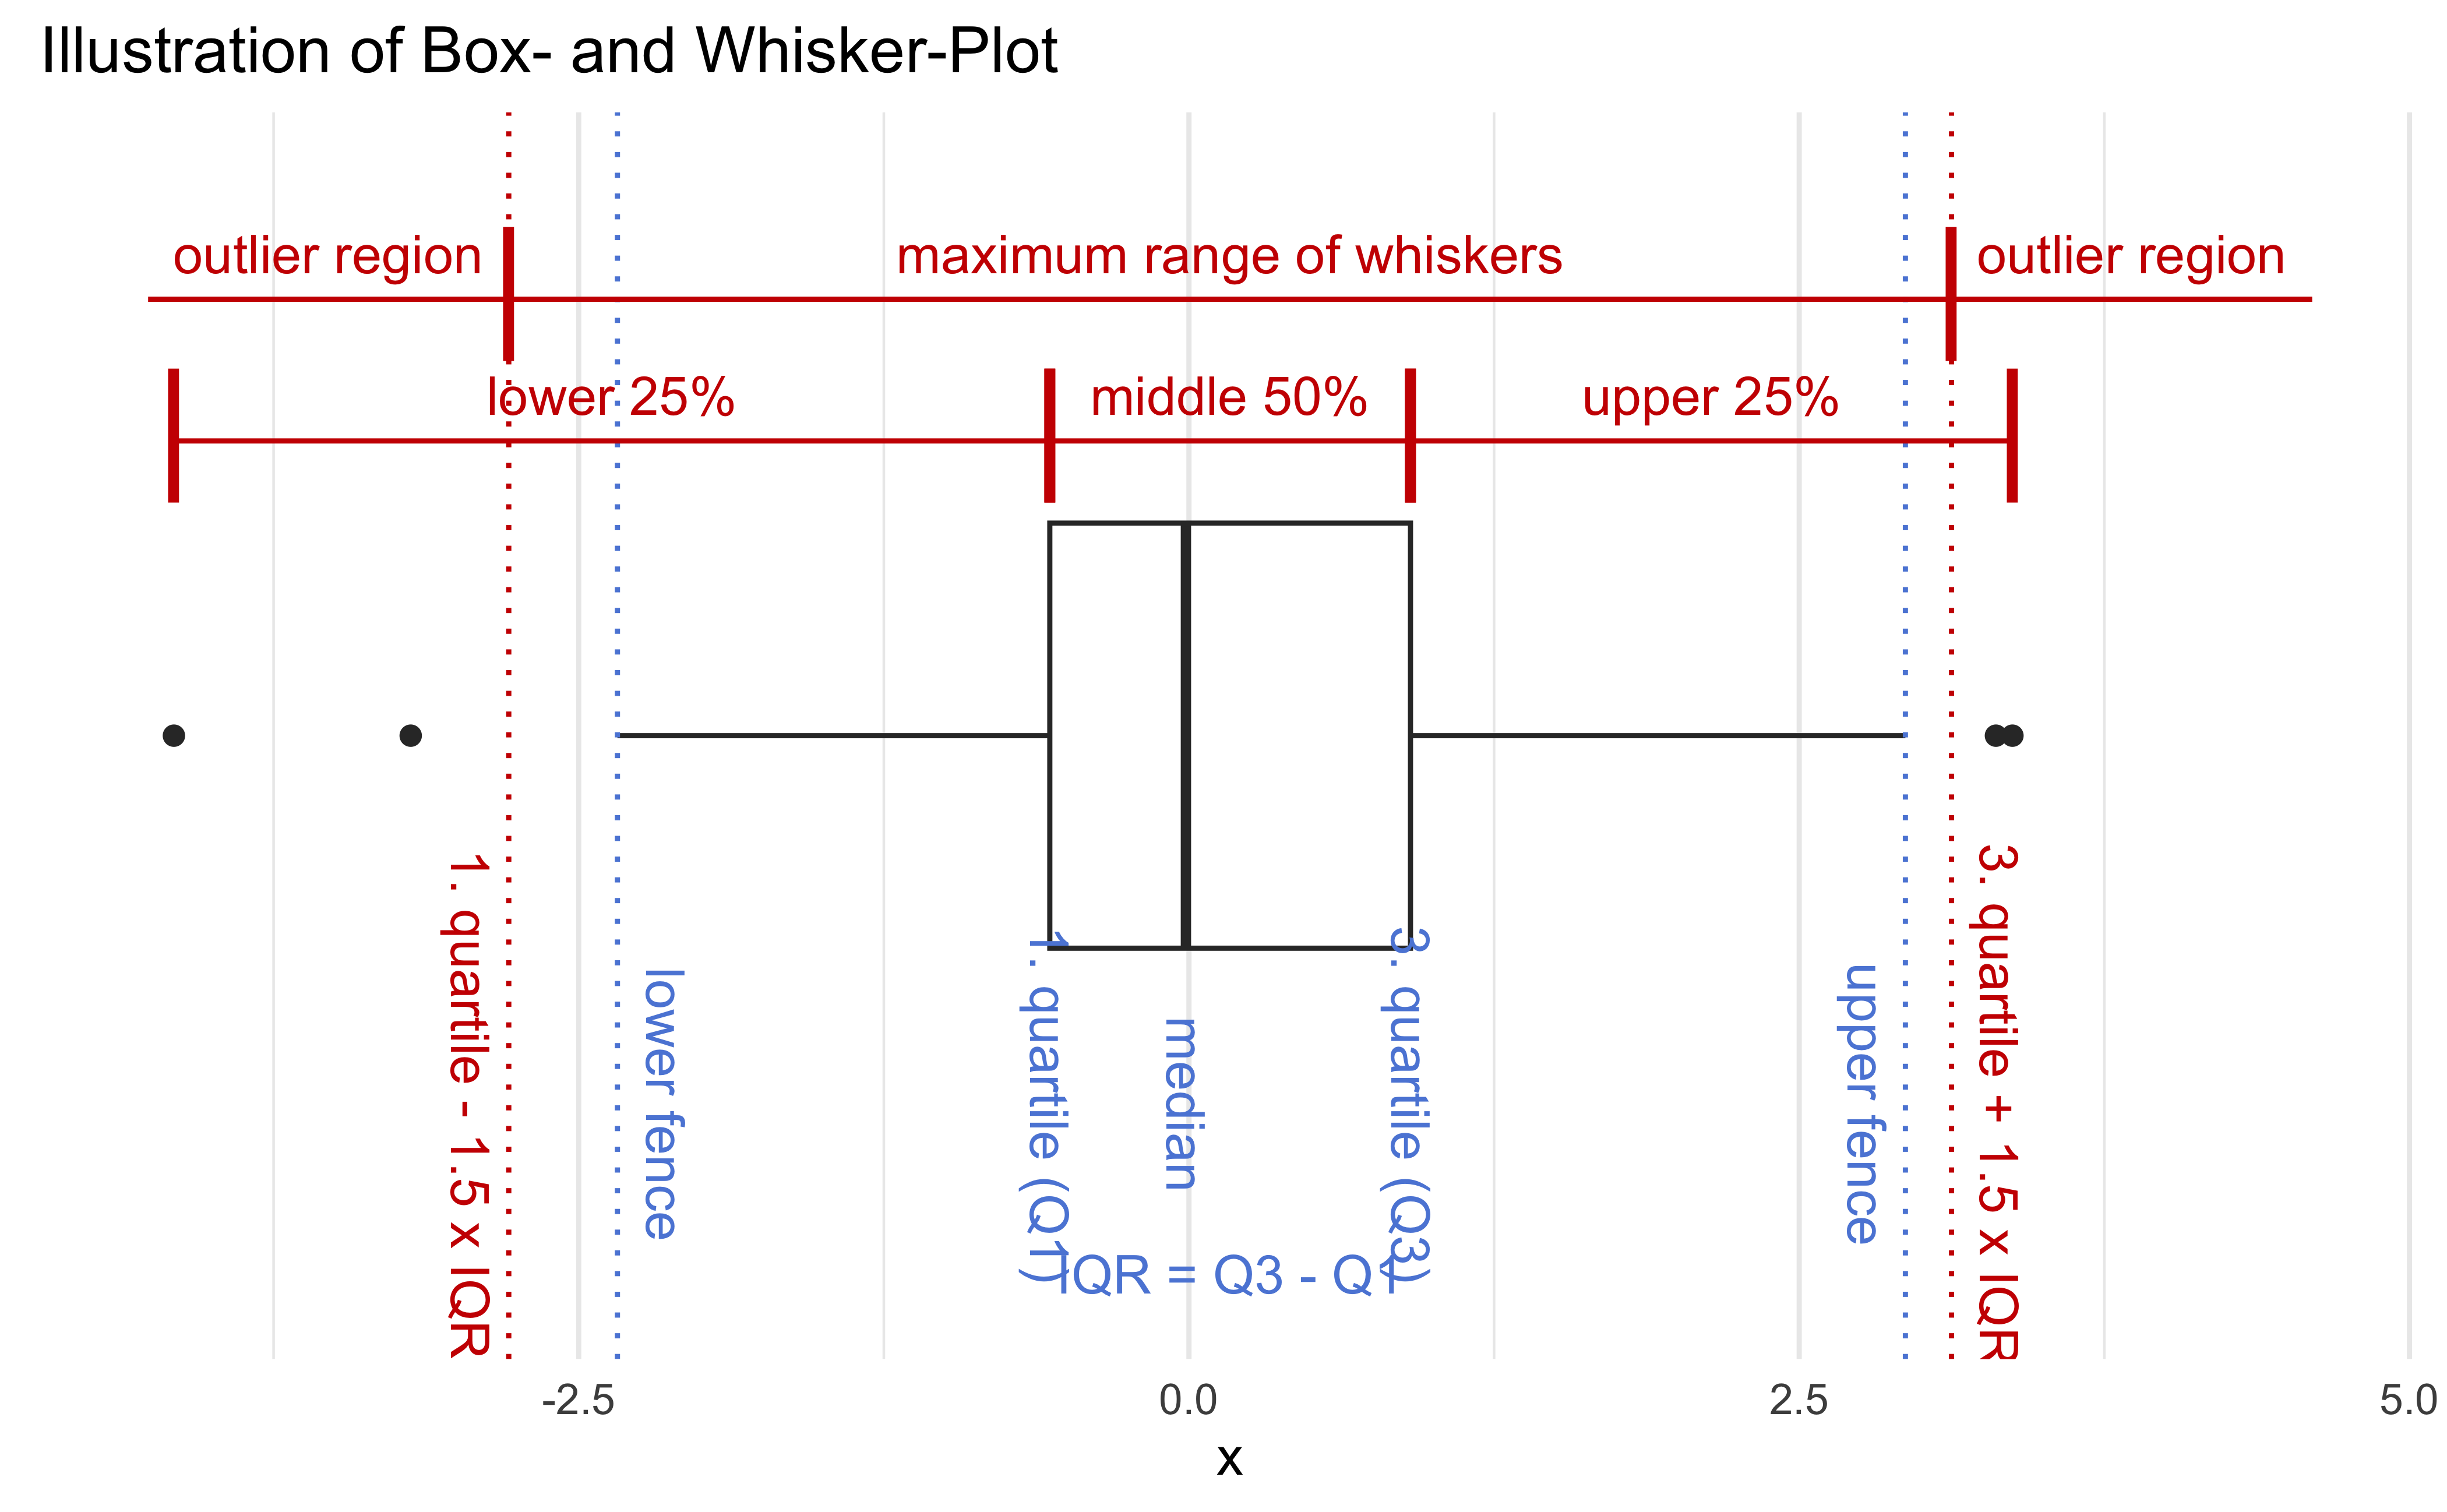 Illustration of Box- and Whisker-Plot
outlier region
maximum range of whiskers
outlier region
lower 25%
middle 50%
upper 25%
1. quartile - 1.5 x IQR
lower fence
1. quartile (Q1)
median
3. quartile (Q3)
upper fence
3. quartile + 1.5 x IQR
IQR = Q3 - Q1
-2.5
0.0
2.5
5.0
x